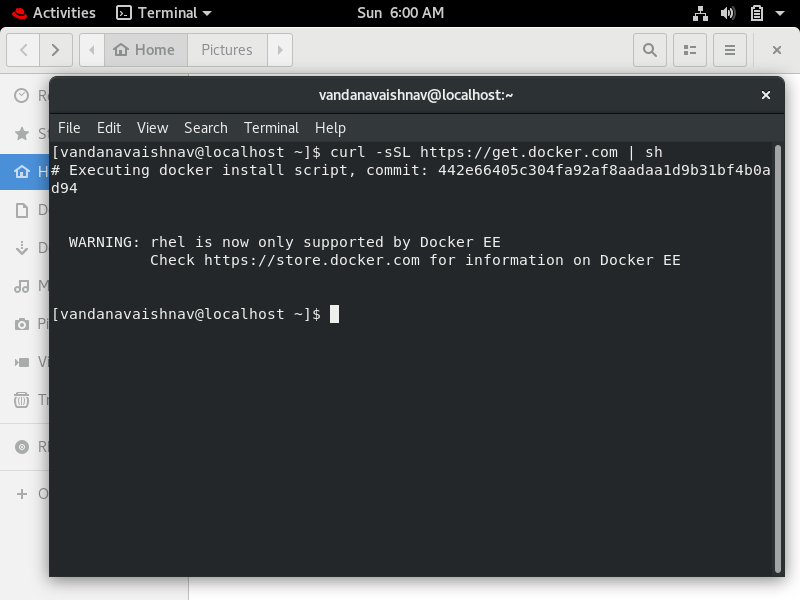 Activities Terminal Sun 6:00 AM
Home Pictures
vandanavaishnav@localhost:~
File Edit View Search Terminal Help
[vandanavaishnav@localhost ~]$ curl -sSL https://get.docker.com | sh
# Executing docker install script, commit: 442e66405c304fa92af8aadaa1d9b31bf4b0a
d94
WARNING: rhel is now only supported by Docker EE
Check https://store.docker.com for information on Docker EE
[vandanavaishnav@localhost ~]$